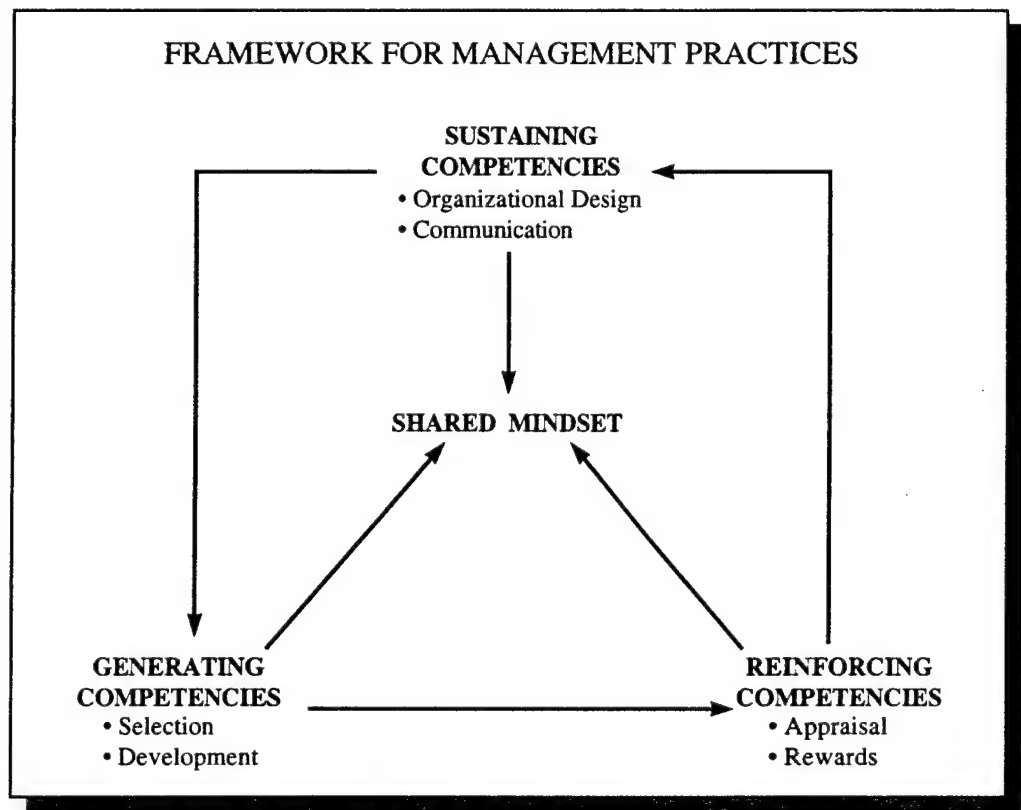 FRAMEWORK FOR MANAGEMENT PRACTICES
SUSTAINING
COMPETENCIES
• Organizational Design
• Communication
SHARED MINDSET
GENERATING
COMPETENCIES
• Selection
• Development
REINFORCING
COMPETENCIES
• Appraisal
• Rewards